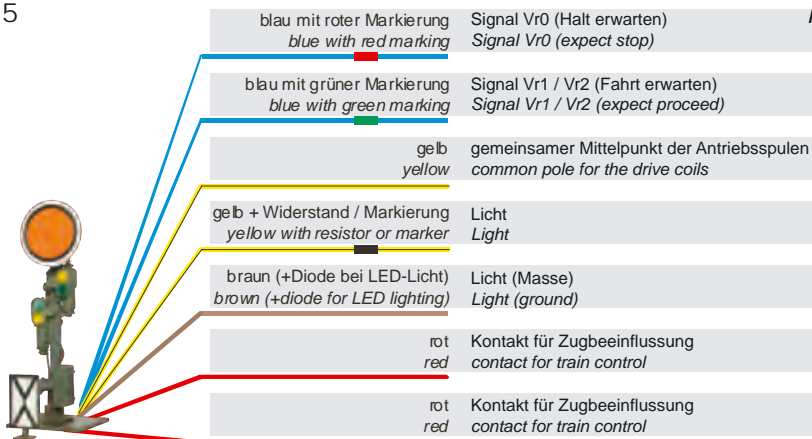 5
blau mit roter Markierung Signal Vr0 (Halt erwarten)
blue with red marking Signal Vr0 (expect stop)
blau mit grüner Markierung Signal Vr1 / Vr2 (Fahrt erwarten)
blue with green marking Signal Vr1 / Vr2 (expect proceed)
gelb gemeinsamer Mittelpunkt der Antriebsspulen
yellow common pole for the drive coils
gelb + Widerstand / Markierung Licht
yellow with resistor or marker Light
braun (+Diode bei LED-Licht) Licht (Masse)
brown (+diode for LED lighting) Light (ground)
rot Kontakt für Zugbeeinflussung
red contact for train control
rot Kontakt für Zugbeeinflussung
red contact for train control